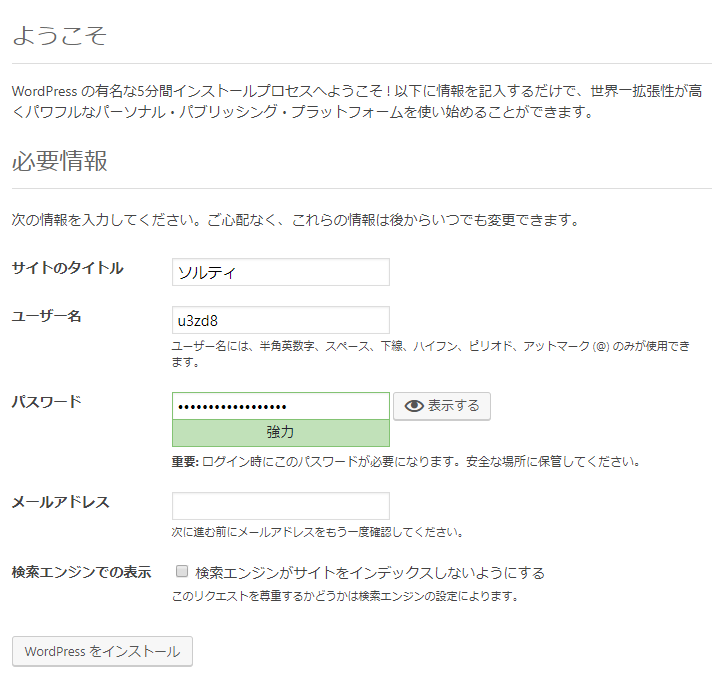 ようこそ
WordPress の有名な5分間インストールプロセスへようこそ ! 以下に情報を記入するだけで、世界一拡張性が高
くパワフルなパーソナル・パブリッシング・プラットフォームを使い始めることができます。
必要情報
次の情報を入力してください。ご心配なく、これらの情報は後からいつでも変更できます。
サイトのタイトル
ソルティ
ユーザー名
u3zd8
ユーザー名には、半角英数字、スペース、下線、ハイフン、ピリオド、アットマーク (@) のみが使用でき
ます。
パスワード
••••••••••••••••••
表示する
強力
重要: ログイン時にこのパスワードが必要になります。安全な場所に保管してください。
メールアドレス
次に進む前にメールアドレスをもう一度確認してください。
検索エンジンでの表示
検索エンジンがサイトをインデックスしないようにする
このリクエストを尊重するかどうかは検索エンジンの設定によります。
WordPress をインストール